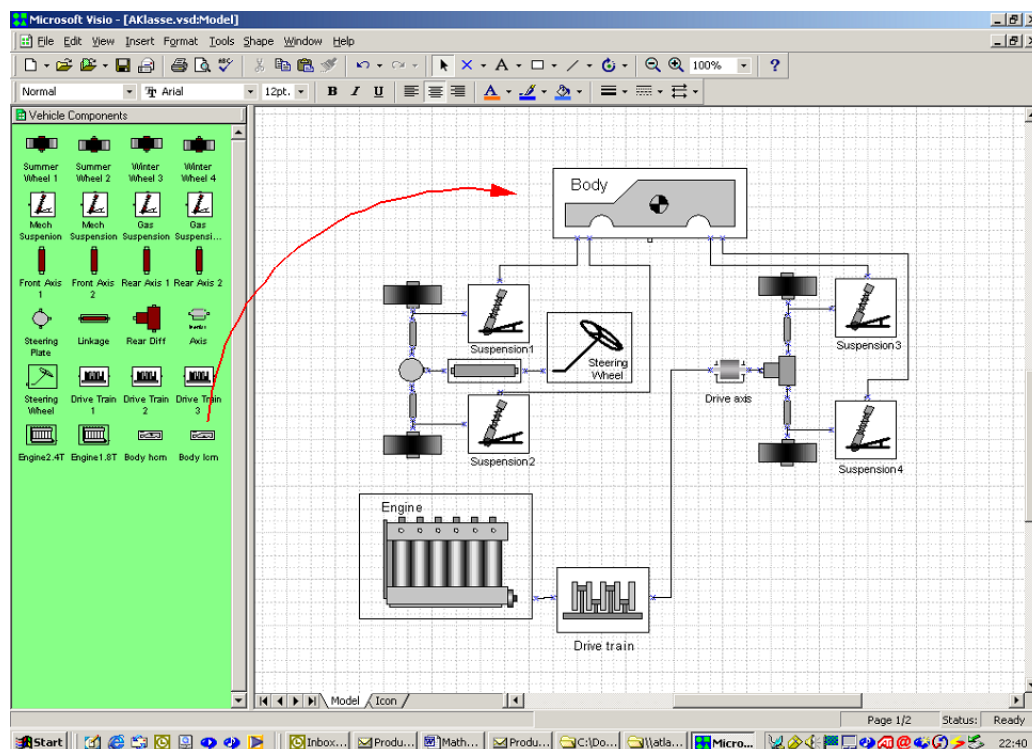 Microsoft Visio - [AKlasse.vsd:Model]
File Edit View Insert Format Tools Shape Window Help
100%
Normal Arial 12pt. B I U
Vehicle Components
Summer Wheel 1
Summer Wheel 2
Winter Wheel 3
Winter Wheel 4
Mech Suspenion
Mech Suspension
Gas Suspension
Gas Suspensi...
Front Axis 1
Front Axis 2
Rear Axis 1
Rear Axis 2
Steering Plate
Linkage
Rear Diff
Axis
Steering Wheel
Drive Train 1
Drive Train 2
Drive Train 3
Engine2.4T
Engine1.8T
Body hcm
Body lcm
Body
Suspension1
Steering
Wheel
Suspension2
Suspension3
Drive axis
Suspension4
Engine
Drive train
Model Icon
Page 1/2 Status: Ready
Start Inbox... Produ... Math... Produ... C:\Do... \\atla... Micro... 22:40